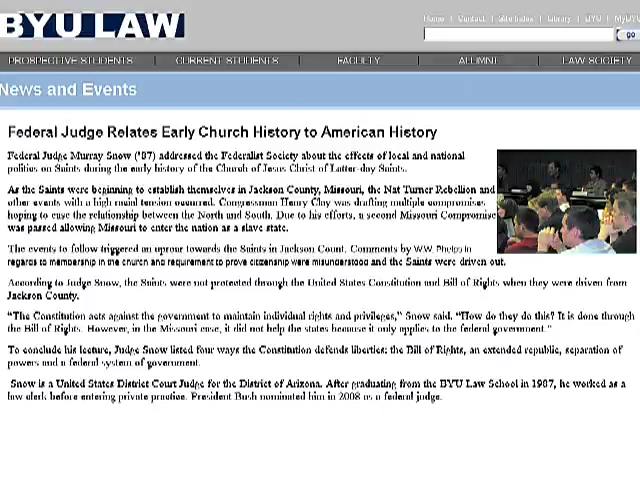 BYU LAW
Home | Contact | Site Index | Library | BYU | MyBYU
go
PROSPECTIVE STUDENTS | CURRENT STUDENTS | FACULTY | ALUMNI | LAW SOCIETY
News and Events
Federal Judge Relates Early Church History to American History
Federal Judge Murray Snow ('87) addressed the Federalist Society about the effects of local and national
politics on Saints during the early history of the Church of Jesus Christ of Latter-day Saints.
As the Saints were beginning to establish themselves in Jackson County, Missouri, the Nat Turner Rebellion and
other events with a high racial tension occurred. Congressman Henry Clay was drafting multiple compromises
hoping to ease the relationship between the North and South. Due to his efforts, a second Missouri Compromise
was passed allowing Missouri to enter the nation as a slave state.
The events to follow triggered an uproar towards the Saints in Jackson Count. Comments by WW Phelps in
regards to membership in the church and requirement to prove citizenship were misunderstood and the Saints were driven out.
According to Judge Snow, the Saints were not protected through the United States Constitution and Bill of Rights when they were driven from
Jackson County.
“The Constitution acts against the government to maintain individual rights and privileges,” Snow said. “How do they do this? It is done through
the Bill of Rights. However, in the Missouri case, it did not help the states because it only applies to the federal government.”
To conclude his lecture, Judge Snow listed four ways the Constitution defends liberties: the Bill of Rights, an extended republic, separation of
powers and a federal system of government.
Snow is a United States District Court Judge for the District of Arizona. After graduating from the BYU Law School in 1987, he worked as a
law clerk before entering private practice. President Bush nominated him in 2008 as a federal judge.